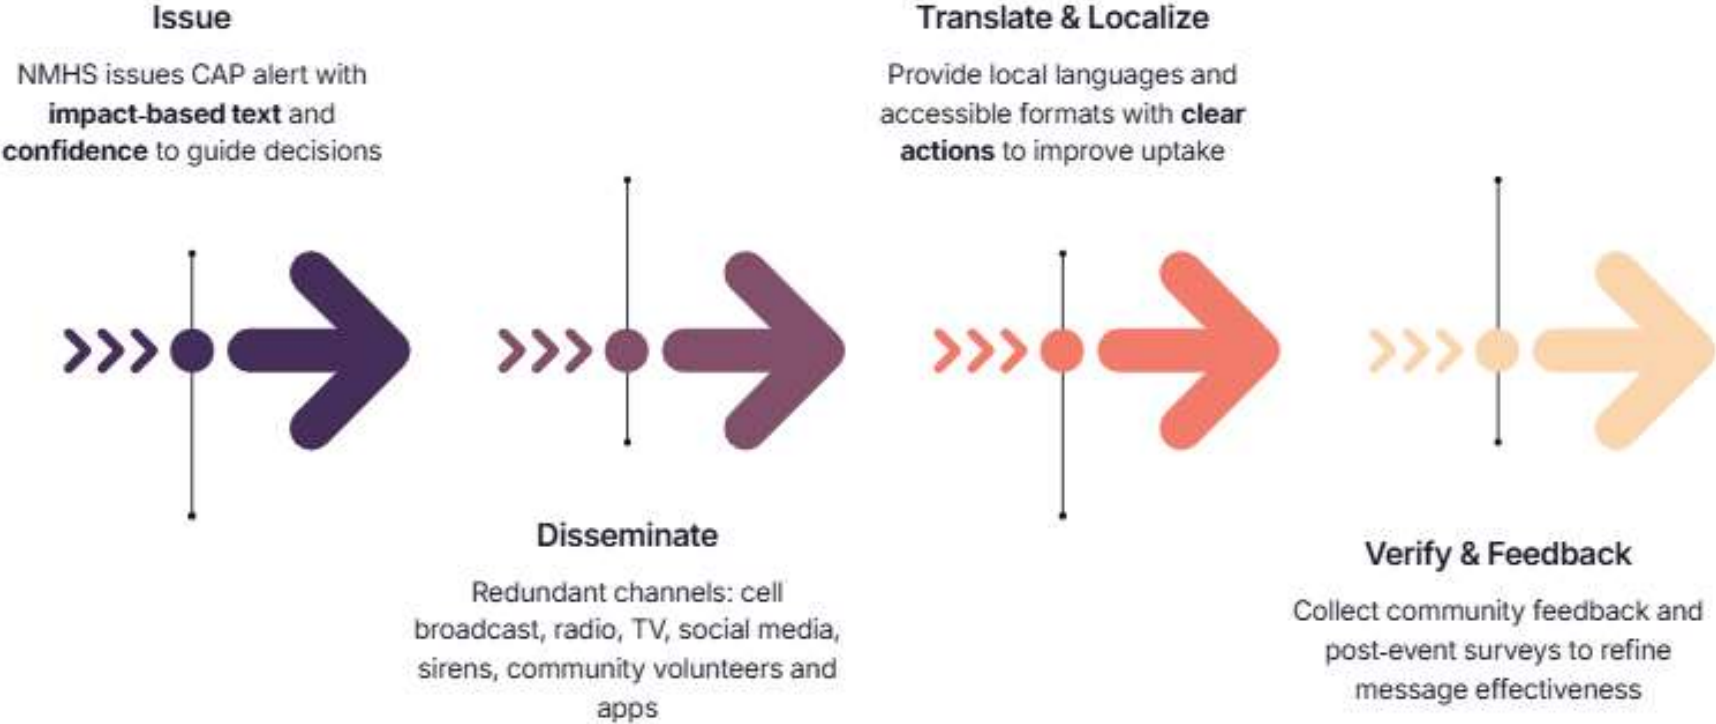 Issue
NMHS issues CAP alert with
impact-based text and
confidence to guide decisions
Disseminate
Redundant channels: cell
broadcast, radio, TV, social media,
sirens, community volunteers and
apps
Translate & Localize
Provide local languages and
accessible formats with clear
actions to improve uptake
Verify & Feedback
Collect community feedback and
post-event surveys to refine
message effectiveness